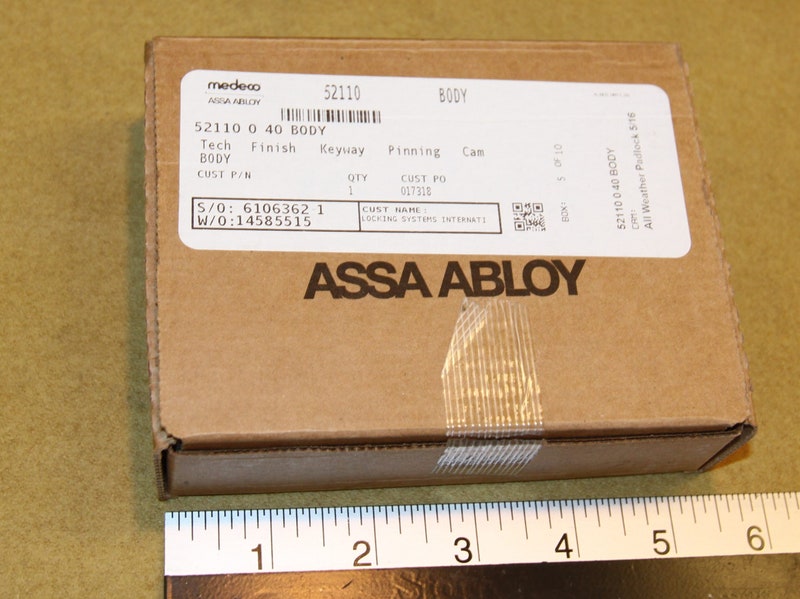 medeco
ASSA ABLOY
52110 BODY
52110 0 40 BODY
Tech Finish Keyway Pinning Cam
BODY
CUST P/N QTY CUST PO
1 017318
S/O: 6106362 1
W/O:14585515
CUST NAME:
LOCKING SYSTEMS INTERNATI
BOX: 5 OF 10
52110 0 40 BODY
CRM:
All Weather Padlock 5/16
ASSA ABLOY
1 2 3 4 5 6